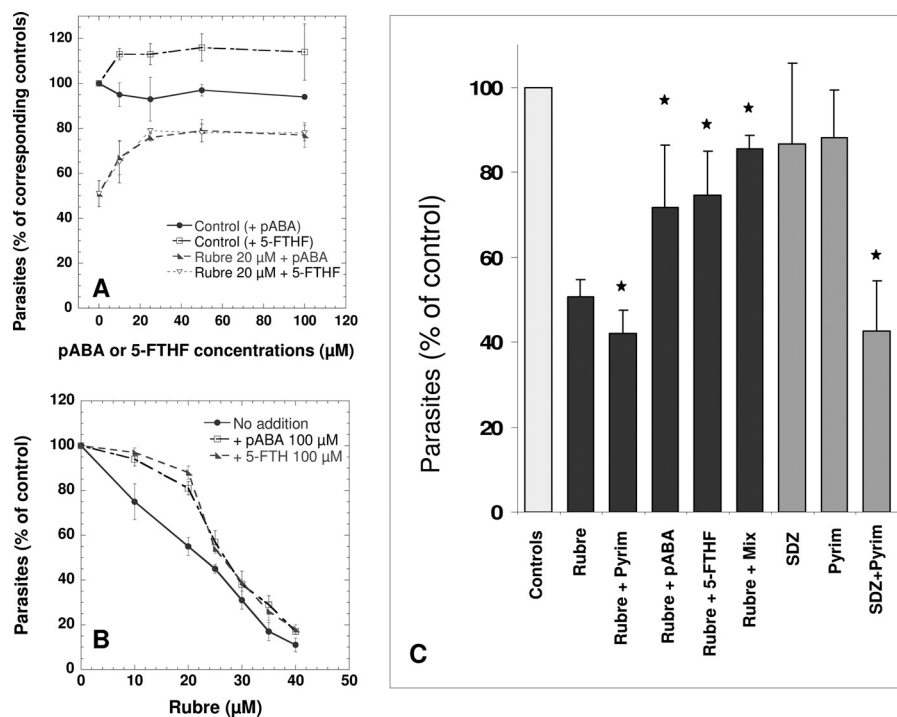 Parasites (% of corresponding controls)
120
100
80
60
40
20
0
Control (+ pABA)
Control (+ 5-FTHF)
Rubre 20 µM + pABA
Rubre 20 µM + 5-FTHF
A
0 20 40 60 80 100 120
pABA or 5-FTHF concentrations (µM)
Parasites (% of control)
120
100
80
60
40
20
0
No addition
+ pABA 100 µM
+ 5-FTH 100 µM
B
0 10 20 30 40 50
Rubre (µM)
Parasites (% of control)
100
80
60
40
20
0
Controls
Rubre
Rubre + Pyrim
Rubre + pABA
Rubre + 5-FTHF
Rubre + Mix
SDZ
Pyrim
SDZ+Pyrim
C